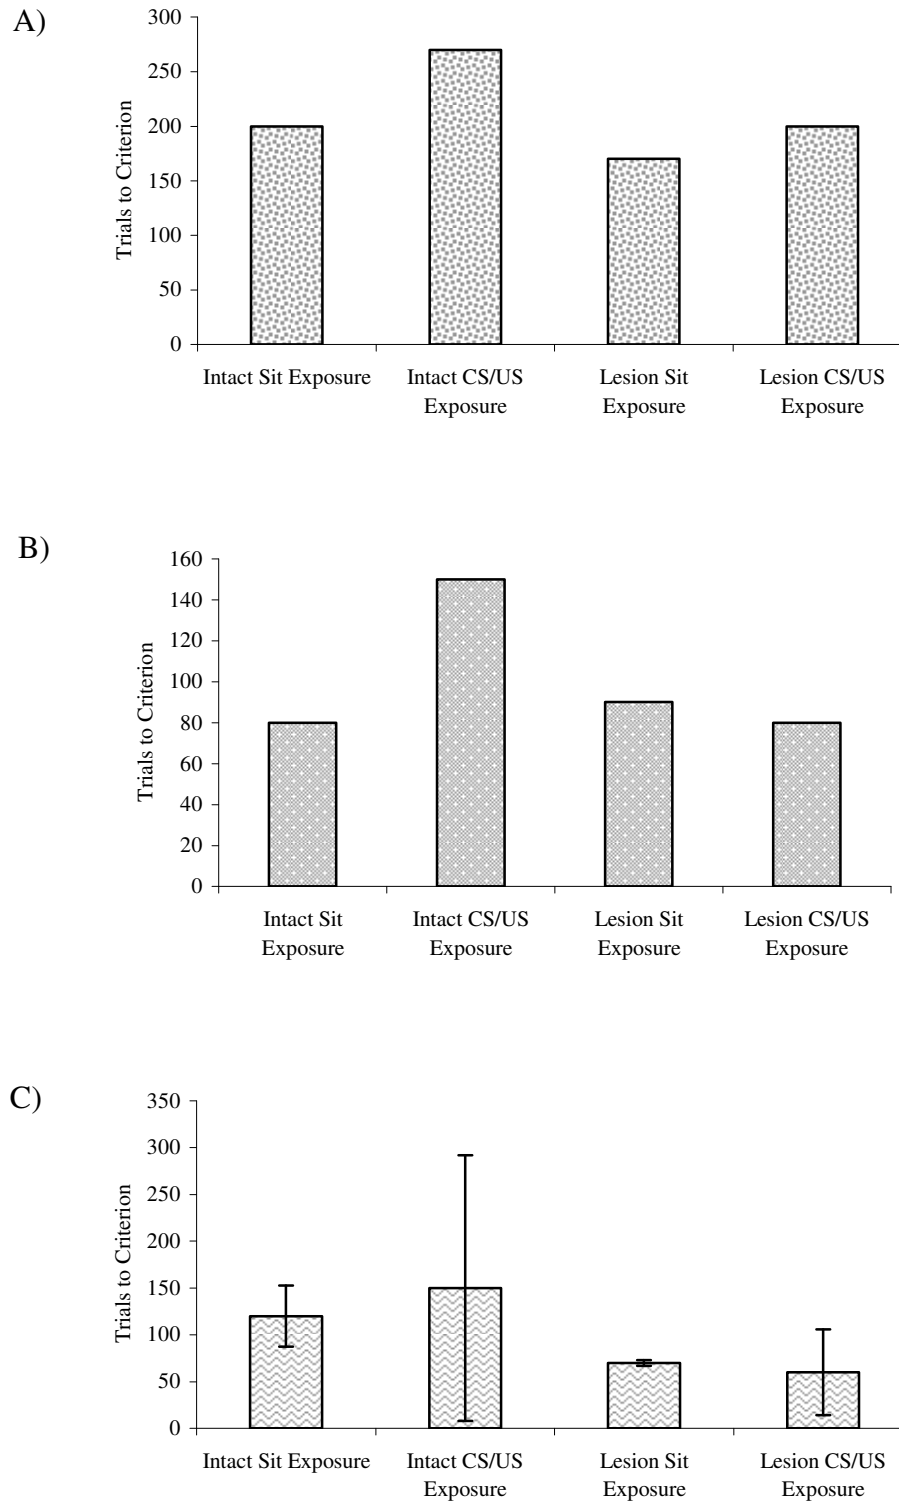 A)
Trials to Criterion
300
250
200
150
100
50
0
Intact Sit Exposure
Intact CS/US
Exposure
Lesion Sit
Exposure
Lesion CS/US
Exposure
B)
Trials to Criterion
160
140
120
100
80
60
40
20
0
Intact Sit
Exposure
Intact CS/US
Exposure
Lesion Sit
Exposure
Lesion CS/US
Exposure
C)
Trials to Criterion
350
300
250
200
150
100
50
0
Intact Sit Exposure
Intact CS/US
Exposure
Lesion Sit
Exposure
Lesion CS/US
Exposure